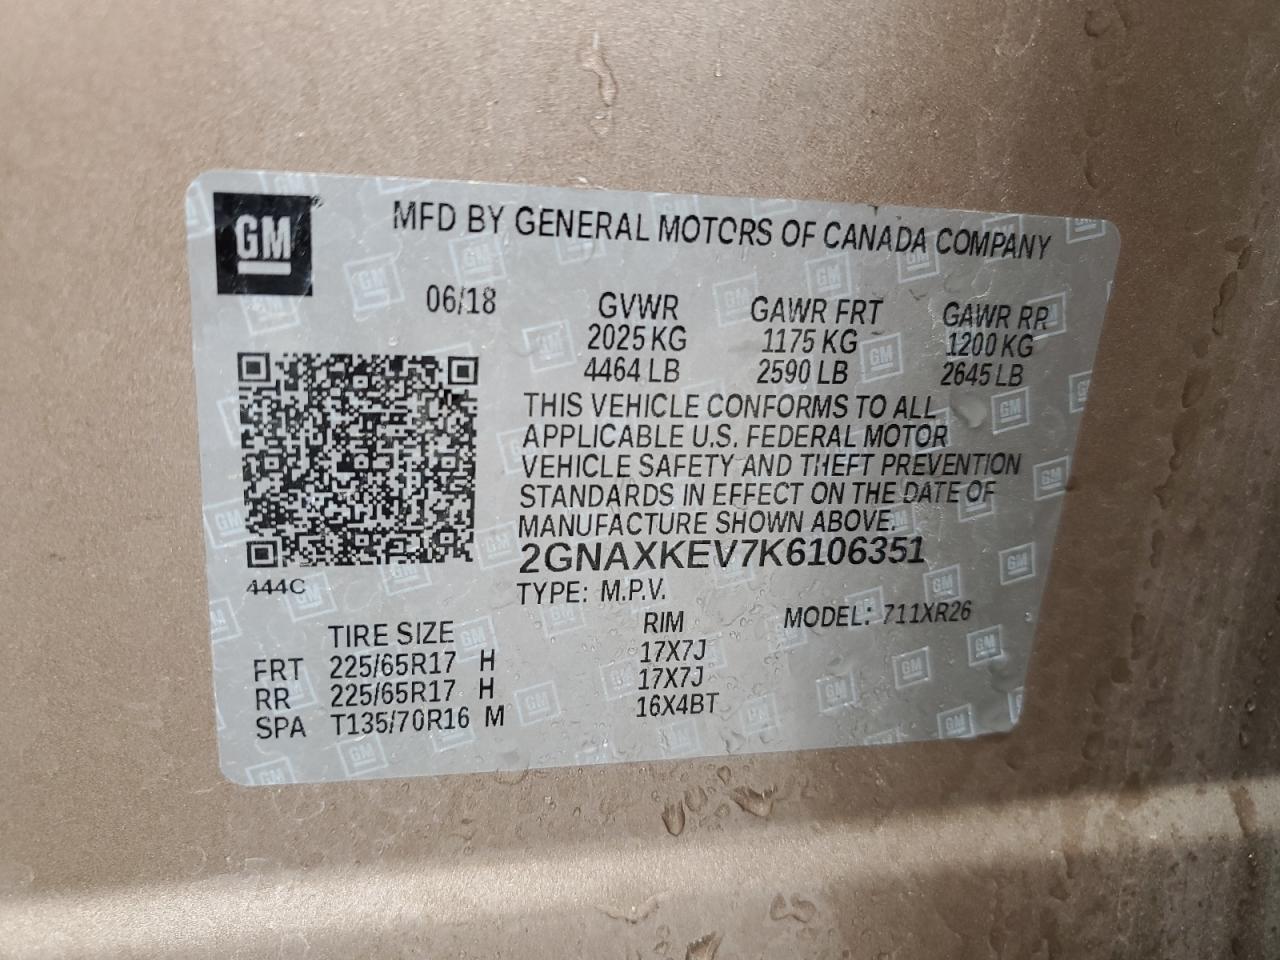 GM
MFD BY GENERAL MOTORS OF CANADA COMPANY
06/18 GVWR GAWR FRT GAWR RR
2025 KG 1175 KG 1200 KG
4464 LB 2590 LB 2645 LB
THIS VEHICLE CONFORMS TO ALL
APPLICABLE U.S. FEDERAL MOTOR
VEHICLE SAFETY AND THEFT PREVENTION
STANDARDS IN EFFECT ON THE DATE OF
MANUFACTURE SHOWN ABOVE.
2GNAXKEV7K6106351
444C
TYPE: M.P.V. MODEL: 711XR26
TIRE SIZE RIM
FRT 225/65R17 H 17X7J
RR 225/65R17 H 17X7J
SPA T135/70R16 M 16X4BT